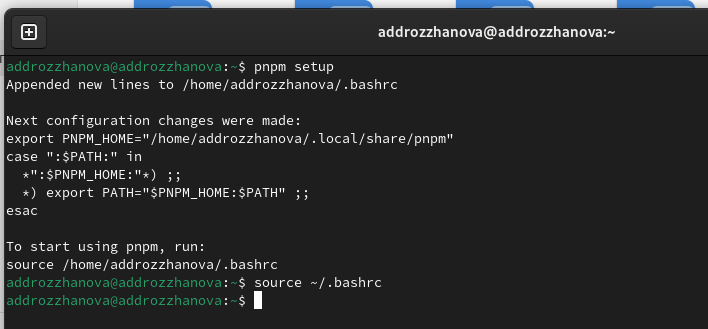 addrozzhanova@addrozzhanova:~
addrozzhanova@addrozzhanova:~$ pnpm setup
Appended new lines to /home/addrozzhanova/.bashrc

Next configuration changes were made:
export PNPM_HOME="/home/addrozzhanova/.local/share/pnpm"
case ":$PATH:" in
  *":$PNPM_HOME:"*) ;;
  *) export PATH="$PNPM_HOME:$PATH" ;;
esac

To start using pnpm, run:
source /home/addrozzhanova/.bashrc
addrozzhanova@addrozzhanova:~$ source ~/.bashrc
addrozzhanova@addrozzhanova:~$